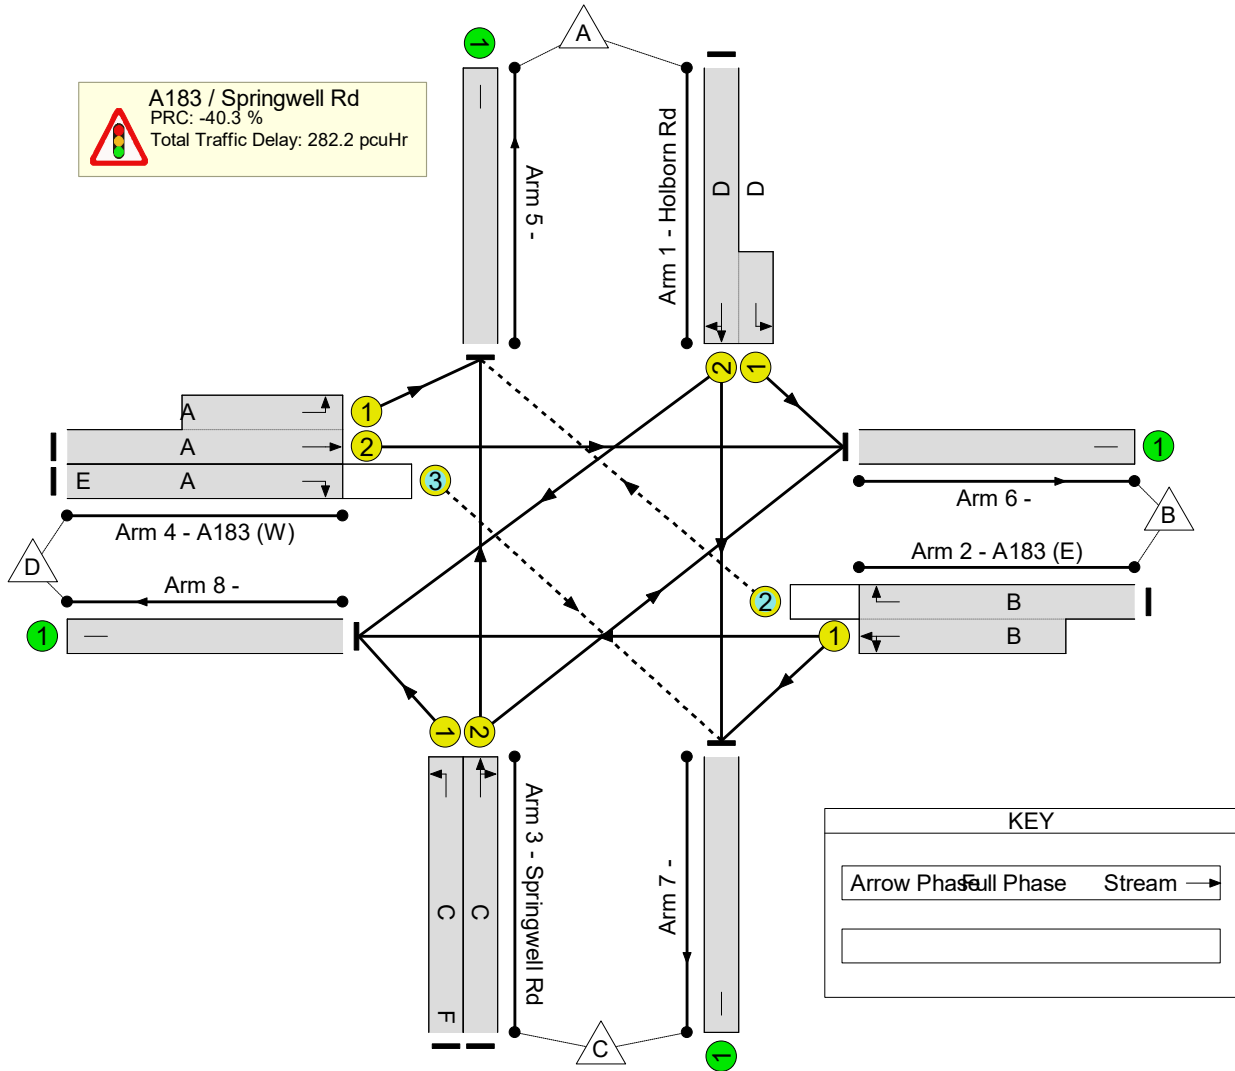 A
1
A183 / Springwell Rd
PRC: -40.3 %
Total Traffic Delay: 282.2 pcuHr
Arm 5 -
Arm 1 - Holborn Rd
D
D
2
1
A
1
A
2
E
A
3
Arm 4 - A183 (W)
D
Arm 8 -
1
1
Arm 6 -
B
Arm 2 - A183 (E)
2
B
1
B
1
2
C
C
F
Arm 3 - Springwell Rd
Arm 7 -
C
1
KEY
Arrow Phase Full Phase Stream